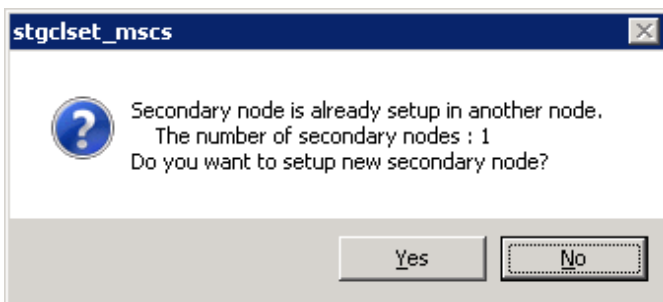 stgclset_mscs
Secondary node is already setup in another node.
The number of secondary nodes : 1
Do you want to setup new secondary node?
Yes
No